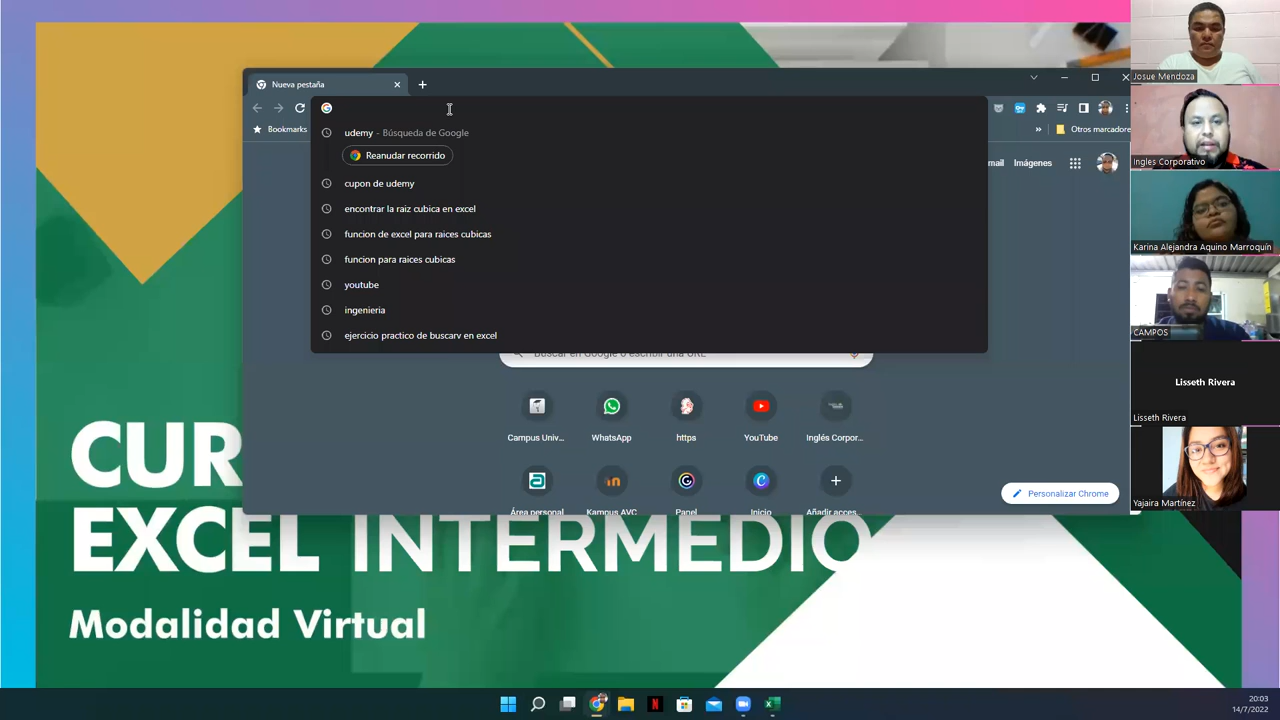 Nueva pestaña
Bookmarks
Otros marcadore
udemy - Búsqueda de Google
Reanudar recorrido
cupon de udemy
encontrar la raiz cubica en excel
funcion de excel para raices cubicas
funcion para raices cubicas
youtube
ingenieria
ejercicio practico de buscarv en excel
mail
Imágenes
Buscar en Google o escribir una URL
Campus Univ...
WhatsApp
https
YouTube
Inglés Corpor...
Área personal
Kampus AVC
Panel
Inicio
Añadir acces...
Personalizar Chrome
CUR
EXCEL INTERMEDIO
Modalidad Virtual
Josue Mendoza
Ingles Corporativo
Karina Alejandra Aquino Marroquín
CAMPOS
Lisseth Rivera
Lisseth Rivera
Yajaira Martínez
20:03
14/7/2022